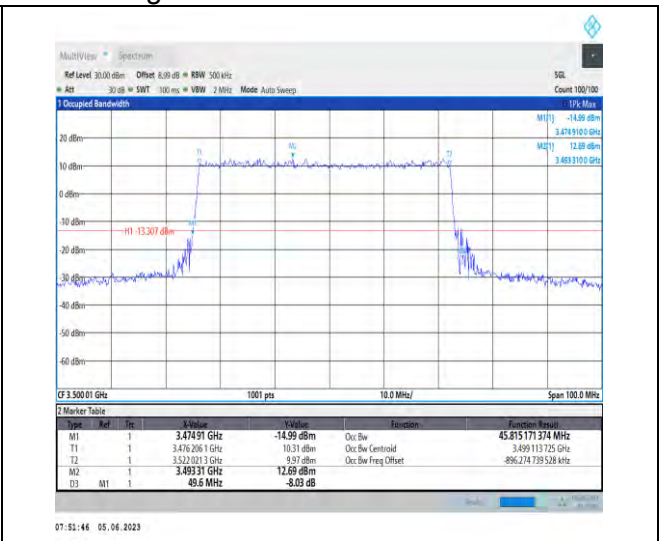 MultiView Spectrum
Ref Level 30.00 dBm Offset 8.99 dB RBW 500 kHz SGL
Att 30 dB SWT 100 ms VBW 2 MHz Mode Auto Sweep Count 100/100
1 Occupied Bandwidth 1Pk Max
M1[1] -14.99 dBm
3.474 9100 GHz
M2[1] 12.69 dBm
3.493 3100 GHz
20 dBm
T1 M2 T2
10 dBm
0 dBm
-10 dBm
M1
H1 -13.307 dBm
-20 dBm
-30 dBm
-40 dBm
-50 dBm
-60 dBm
CF 3.500 01 GHz 1001 pts 10.0 MHz/ Span 100.0 MHz
2 Marker Table
Type Ref Trc X-Value Y-Value Function Function Result
M1 1 3.474 91 GHz -14.99 dBm Occ Bw 45.815 171 374 MHz
T1 1 3.476 206 1 GHz 10.31 dBm Occ Bw Centroid 3.499 113 725 GHz
T2 1 3.522 021 3 GHz 9.97 dBm Occ Bw Freq Offset -896.274 739 528 kHz
M2 1 3.493 31 GHz 12.69 dBm
D3 M1 1 49.6 MHz -8.03 dB
07:51:46 05.06.2023